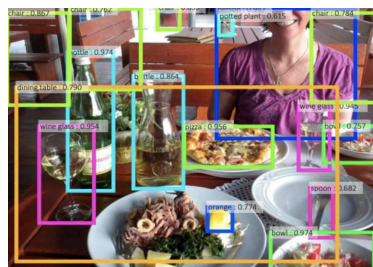 chair : 0.867
chair : 0.762
potted plant : 0.615
chair : 0.784
bottle : 0.974
bottle : 0.864
dining table : 0.790
wine glass : 0.945
wine glass : 0.954
pizza : 0.956
bowl : 0.757
spoon : 0.682
orange : 0.774
bowl : 0.974